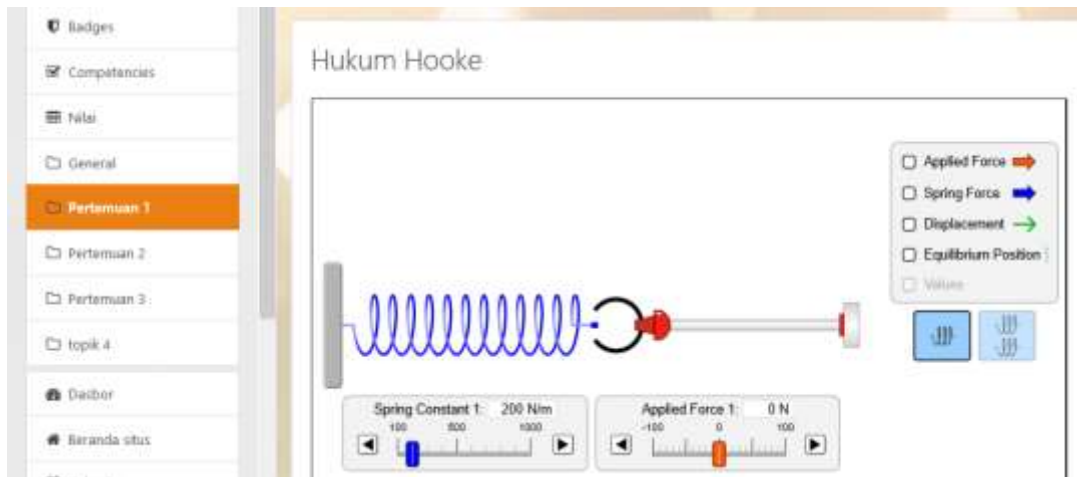 Badges
Competencies
Nilai
General
Pertemuan 1
Pertemuan 2
Pertemuan 3
topik 4
Dasbor
Beranda situs
Hukum Hooke
Applied Force
Spring Force
Displacement
Equilibrium Position
Values
Spring Constant 1: 200 N/m
100 500 1000
Applied Force 1: 0 N
-100 0 100